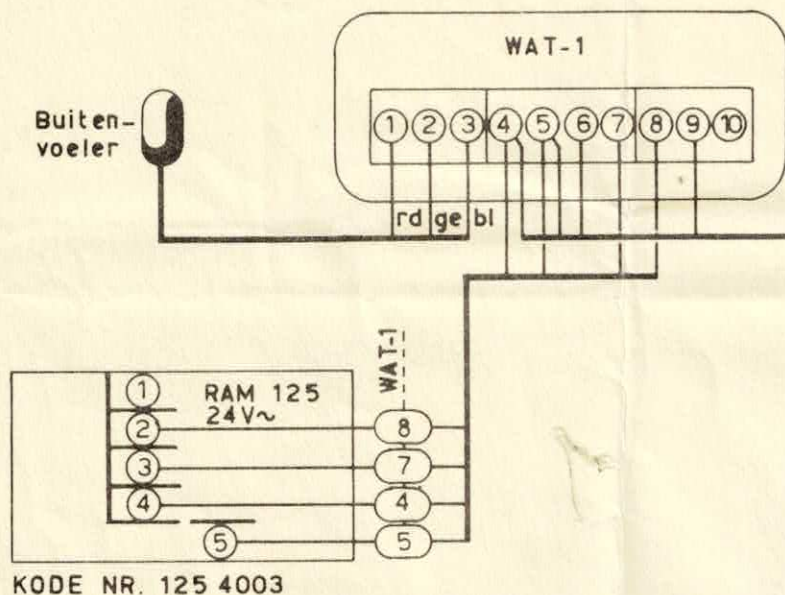 WAT-1
1 2 3 4 5 6 7 8 9 10
Buiten-
voeler
rd ge bl
WAT-1
1
RAM 125
24V~
2
8
3
7
4
4
5
5
KODE NR. 125 4003